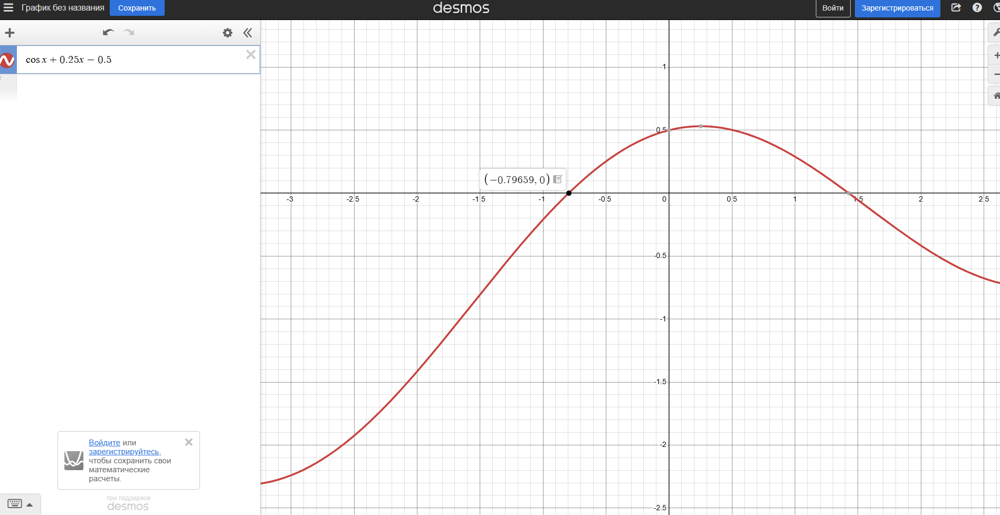 График без названия
Сохранить
desmos
Войти
Зарегистрироваться
cos x + 0.25x − 0.5
1
0.5
(−0.79659, 0)
-3
-2.5
-2
-1.5
-1
-0.5
0
0.5
1
1.5
2
2.5
-0.5
-1
-1.5
-2
-2.5
Войдите или
зарегистрируйтесь,
чтобы сохранить свои
математические
расчеты.
при поддержке
desmos